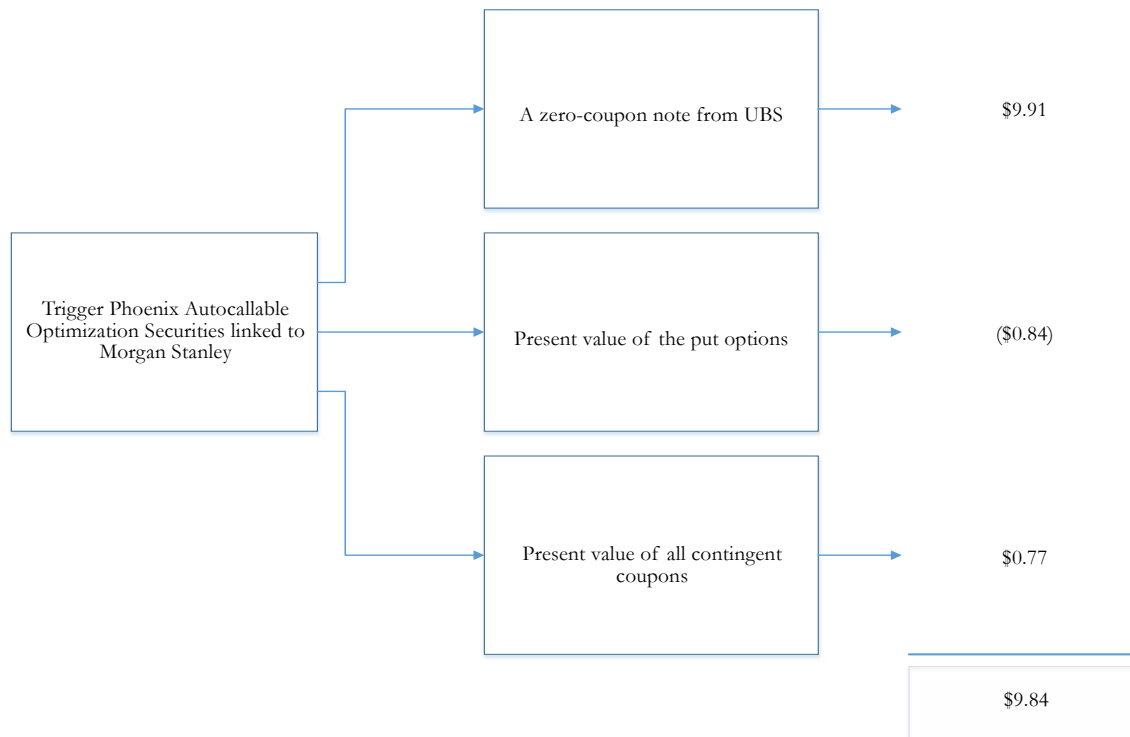 A zero-coupon note from UBS
$9.91
Trigger Phoenix Autocallable
Optimization Securities linked to
Morgan Stanley
Present value of the put options
($0.84)
Present value of all contingent
coupons
$0.77
$9.84